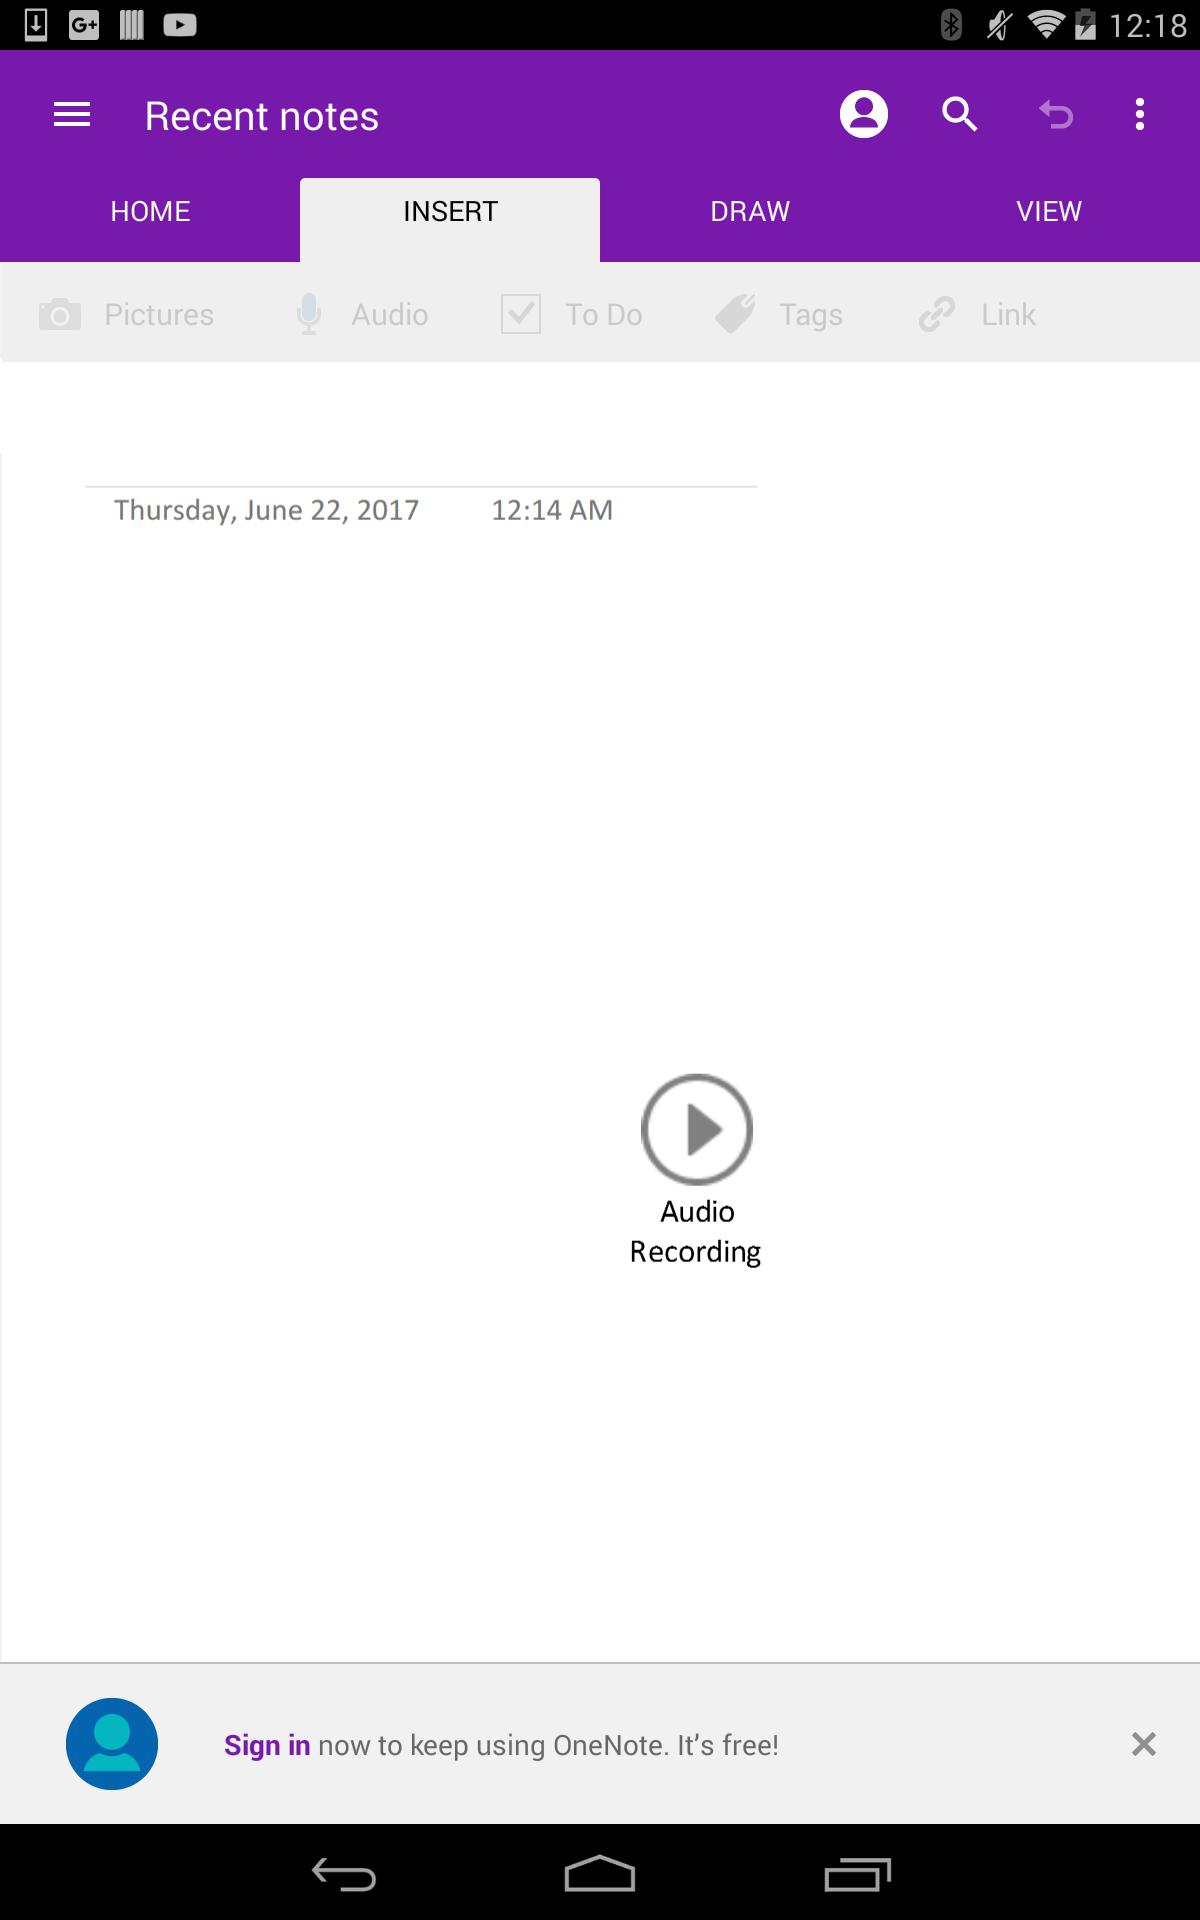 G+ 12:18
Recent notes
HOME INSERT DRAW VIEW
Pictures Audio To Do Tags Link
Thursday, June 22, 2017 12:14 AM
Audio
Recording
Sign in now to keep using OneNote. It's free!